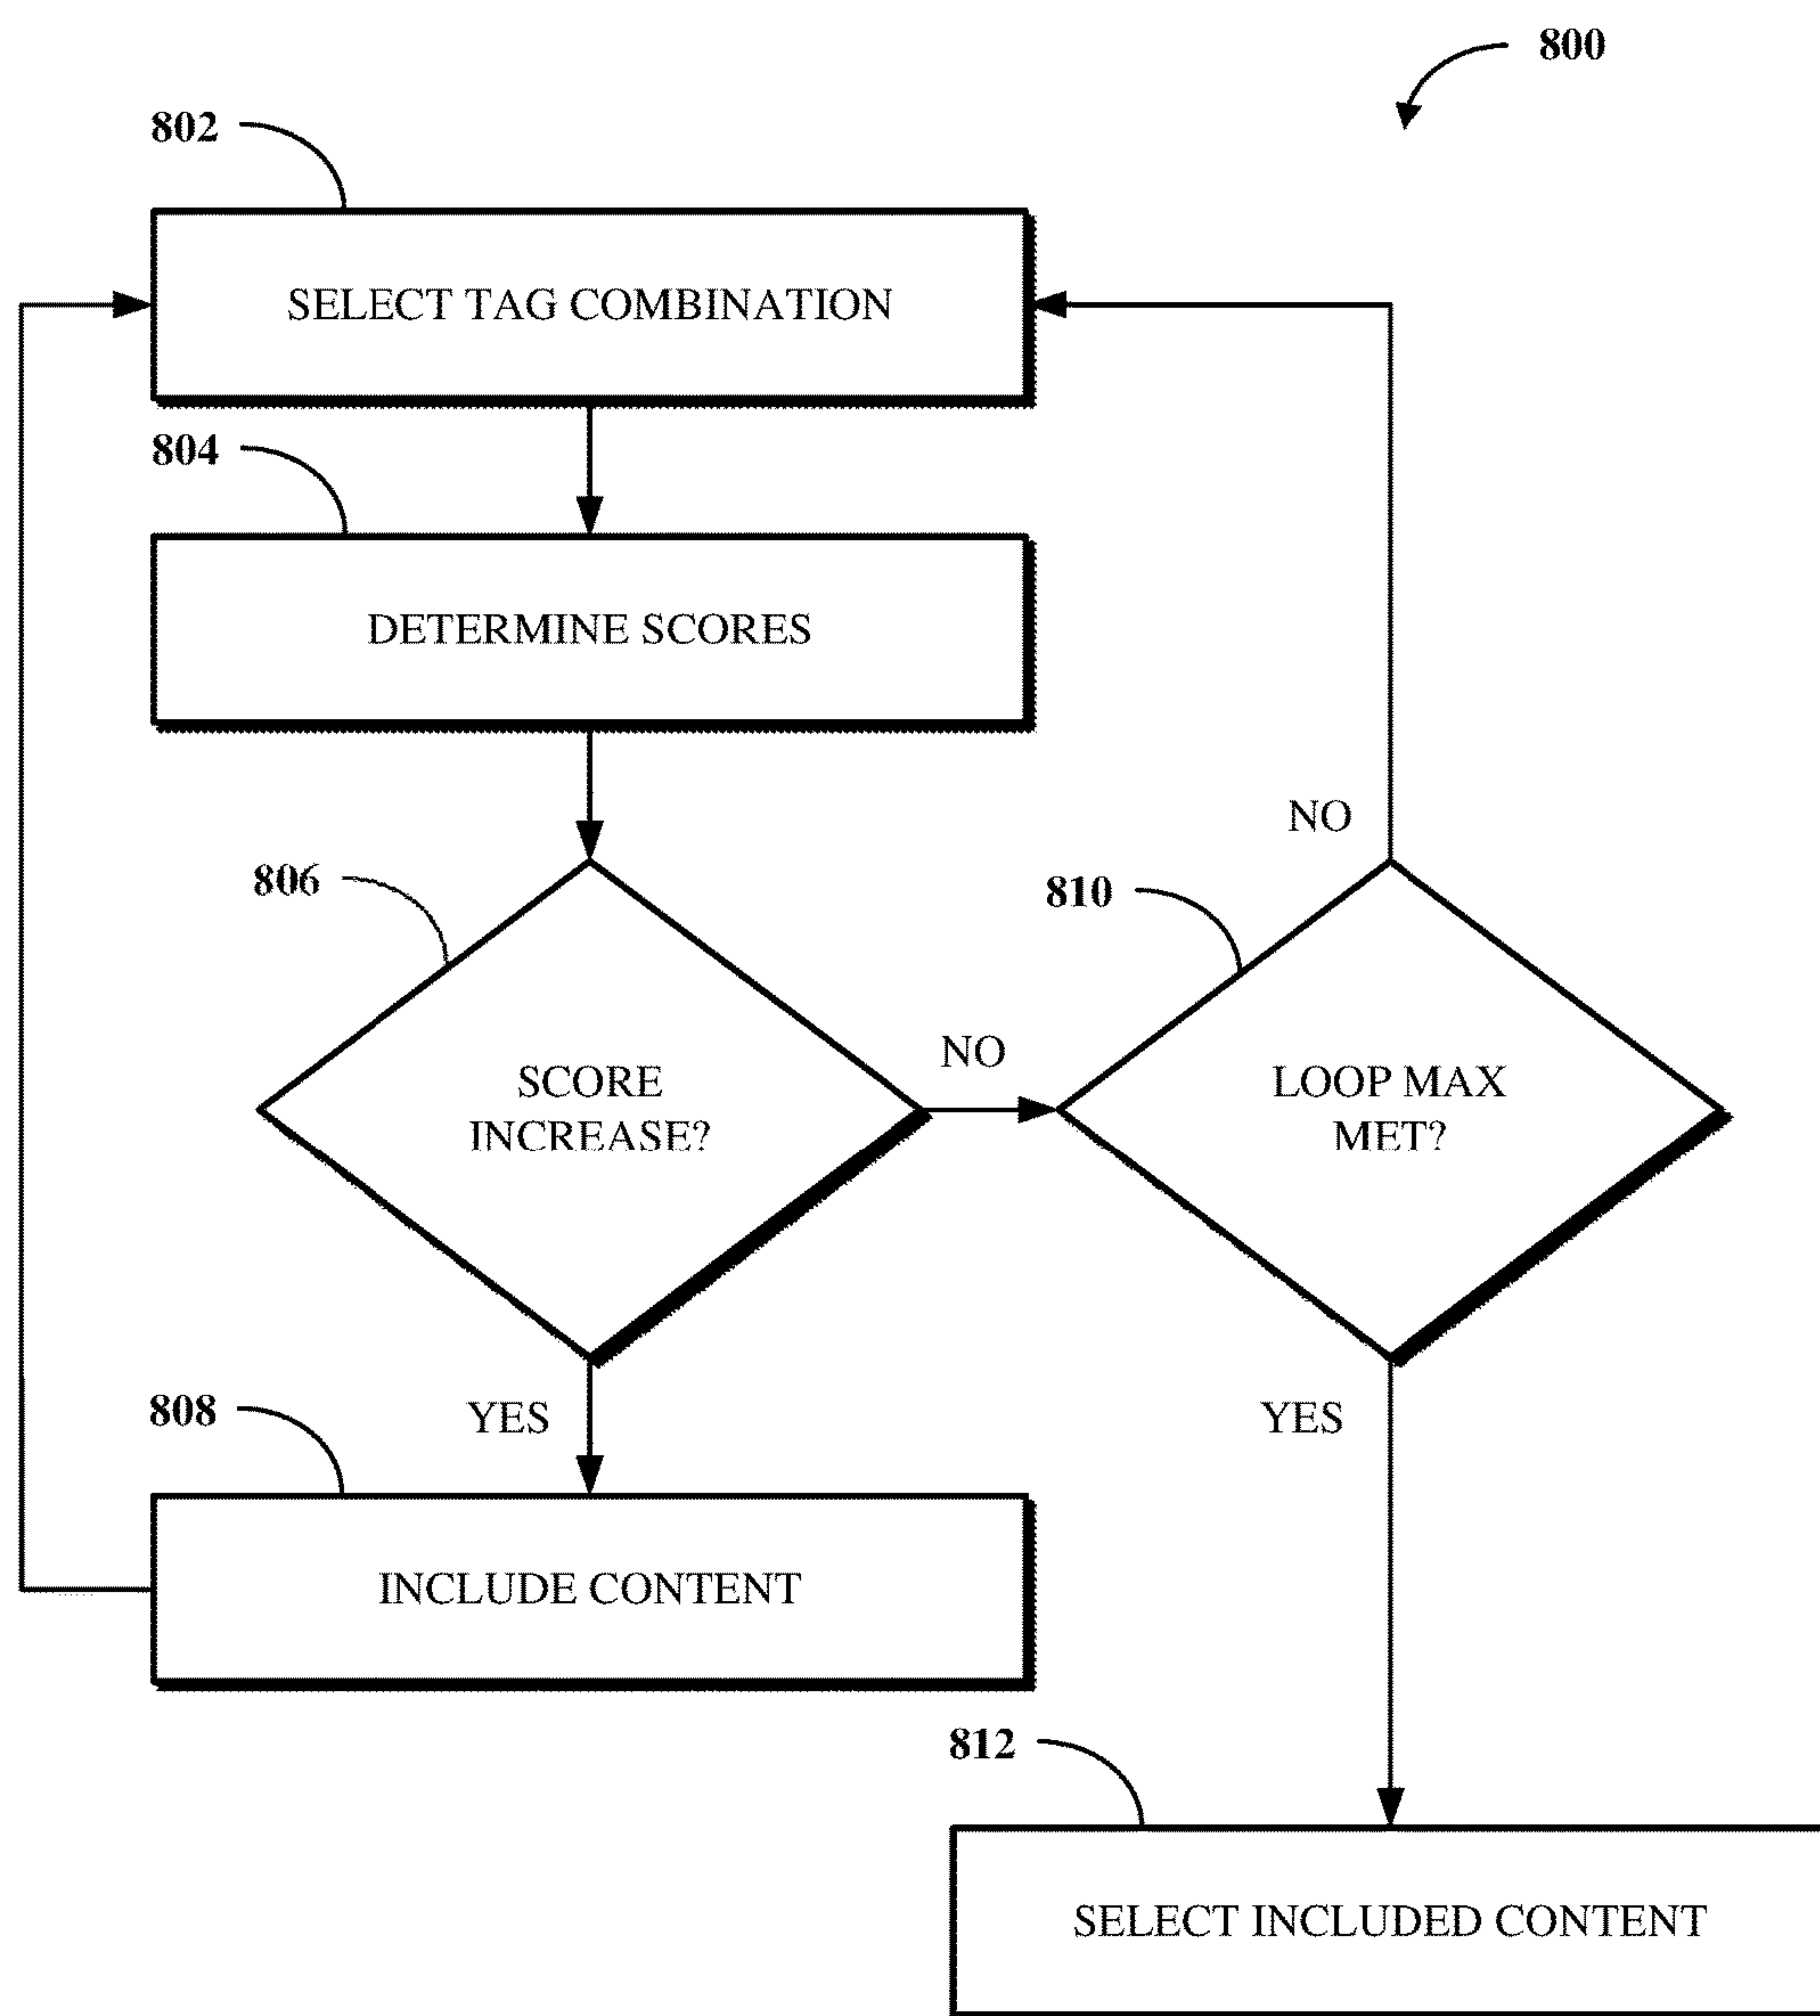 800
802
SELECT TAG COMBINATION
804
DETERMINE SCORES
806
SCORE
INCREASE?
NO
810
LOOP MAX
MET?
NO
YES
808
INCLUDE CONTENT
YES
812
SELECT INCLUDED CONTENT